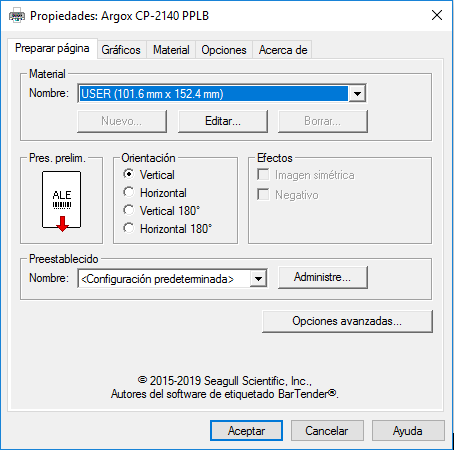 Propiedades: Argox CP-2140 PPLB
Preparar página Gráficos Material Opciones Acerca de
Material
Nombre: USER (101.6 mm x 152.4 mm)
Nuevo... Editar... Borrar...
Pres. prelim. Orientación Efectos
ALE
Vertical Imagen simétrica
Horizontal Negativo
Vertical 180°
Horizontal 180°
Preestablecido
Nombre: <Configuración predeterminada> Administre...
Opciones avanzadas...
© 2015-2019 Seagull Scientific, Inc.,
Autores del software de etiquetado BarTender®.
Aceptar Cancelar Ayuda